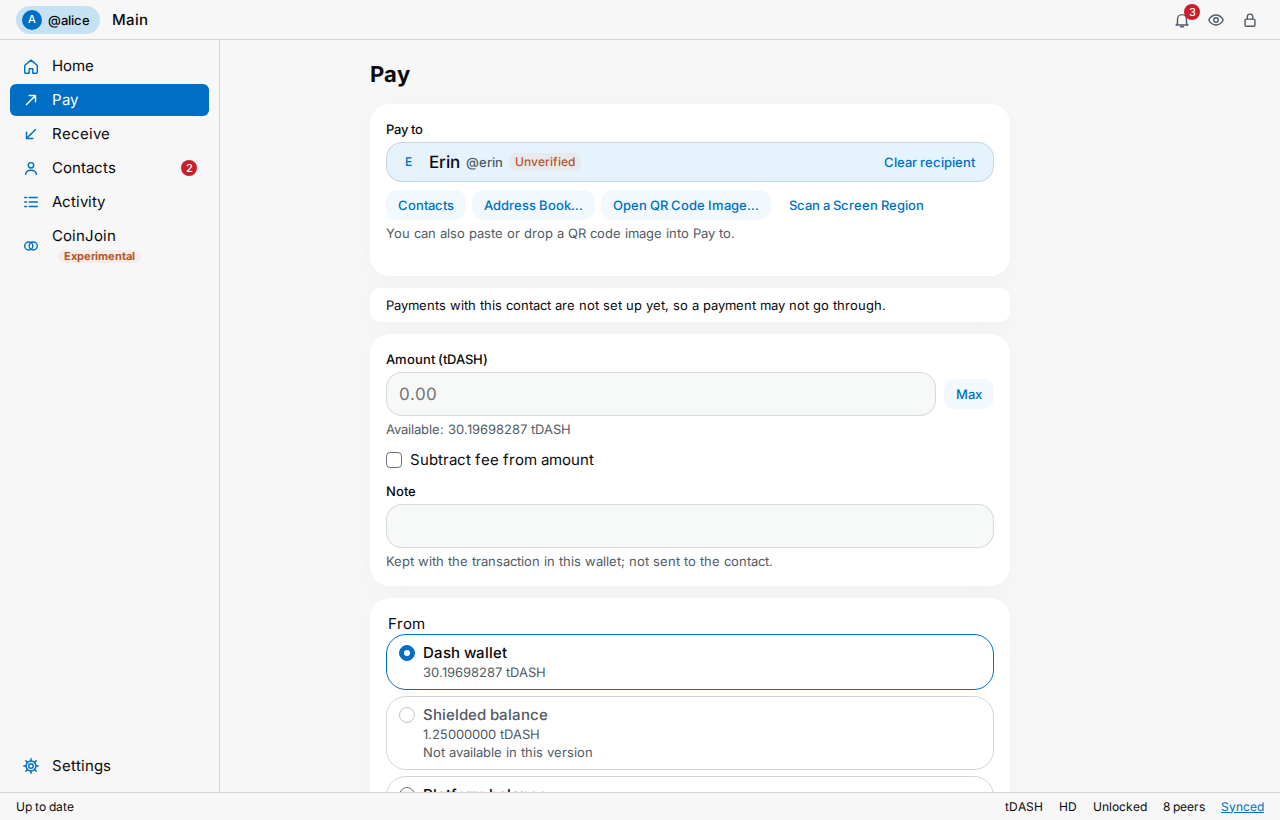 A @alice Main 3
Home
Pay
Receive
Contacts 2
Activity
CoinJoin
Experimental
Settings
Pay
Pay to
E Erin @erin Unverified Clear recipient
Contacts Address Book... Open QR Code Image... Scan a Screen Region
You can also paste or drop a QR code image into Pay to.
Payments with this contact are not set up yet, so a payment may not go through.
Amount (tDASH)
0.00 Max
Available: 30.19698287 tDASH
Subtract fee from amount
Note
Kept with the transaction in this wallet; not sent to the contact.
From
Dash wallet
30.19698287 tDASH
Shielded balance
1.25000000 tDASH
Not available in this version
Up to date tDASH HD Unlocked 8 peers Synced